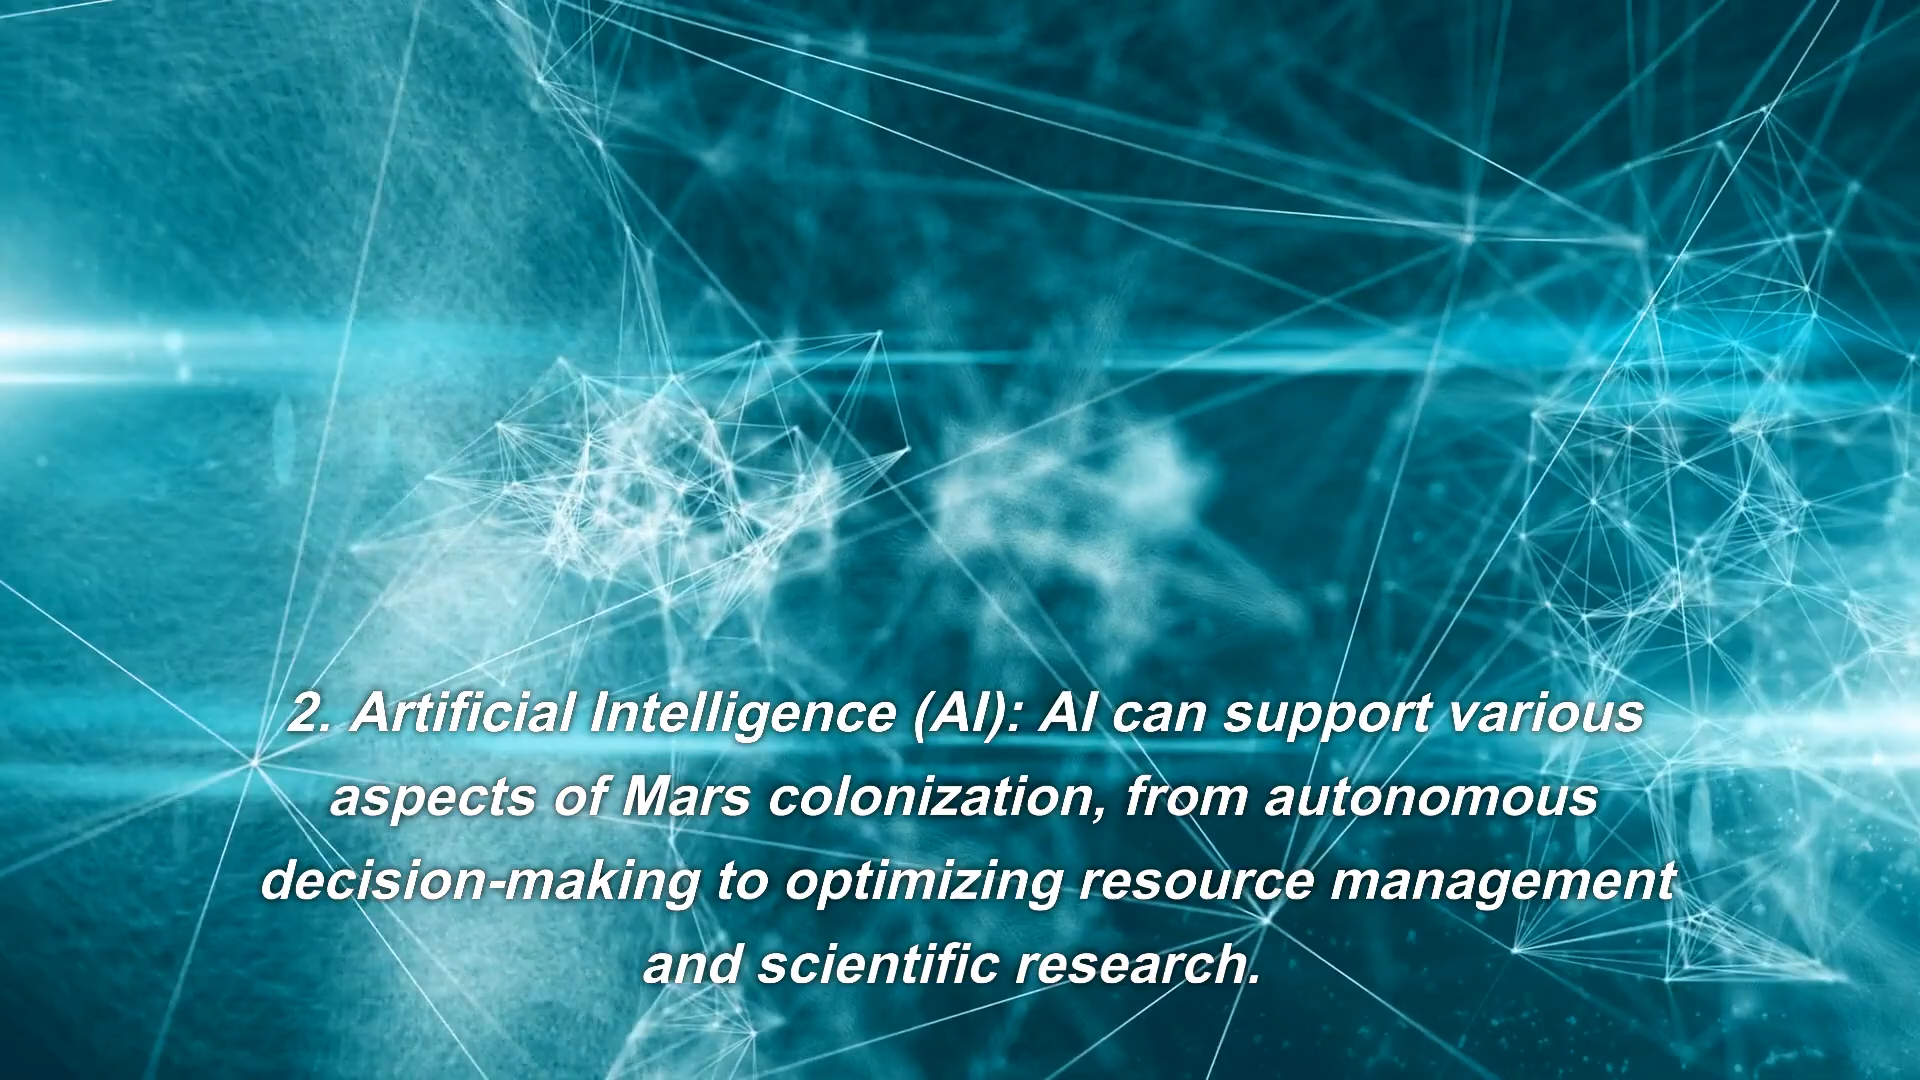 2. Artificial Intelligence (AI): AI can support various
aspects of Mars colonization, from autonomous
decision-making to optimizing resource management
and scientific research.